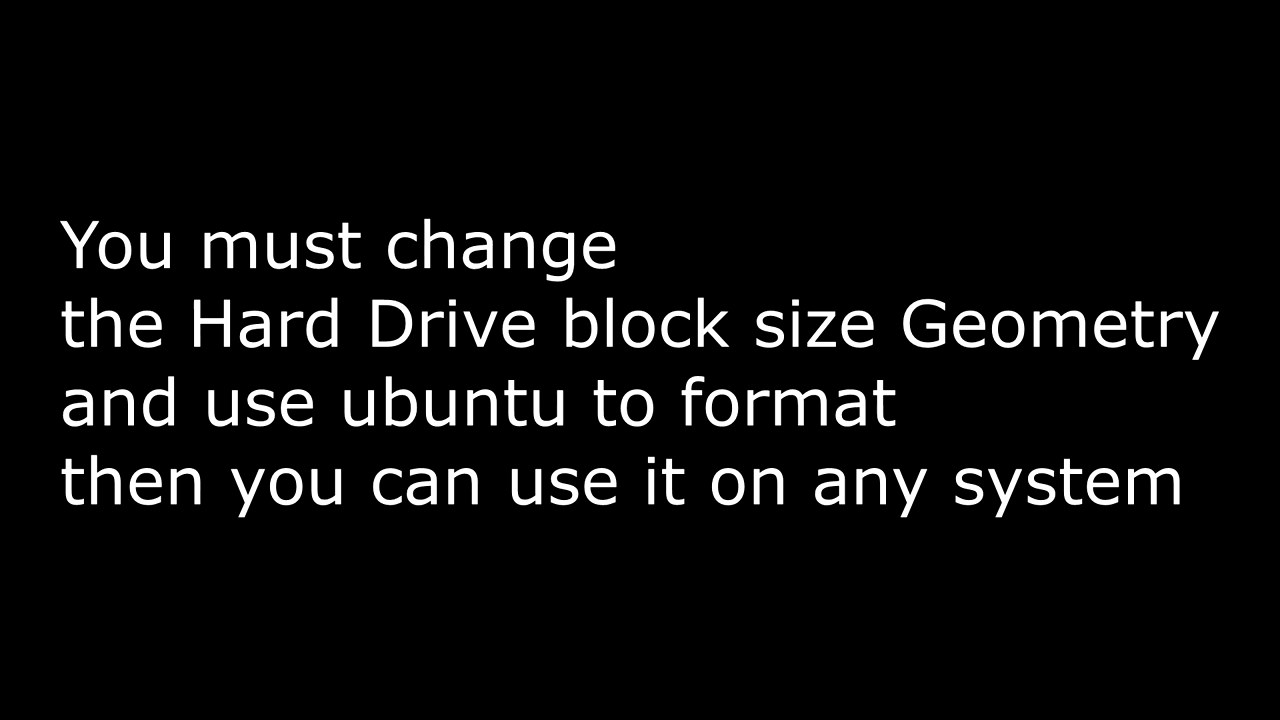 You must change
the Hard Drive block size Geometry
and use ubuntu to format
then you can use it on any system